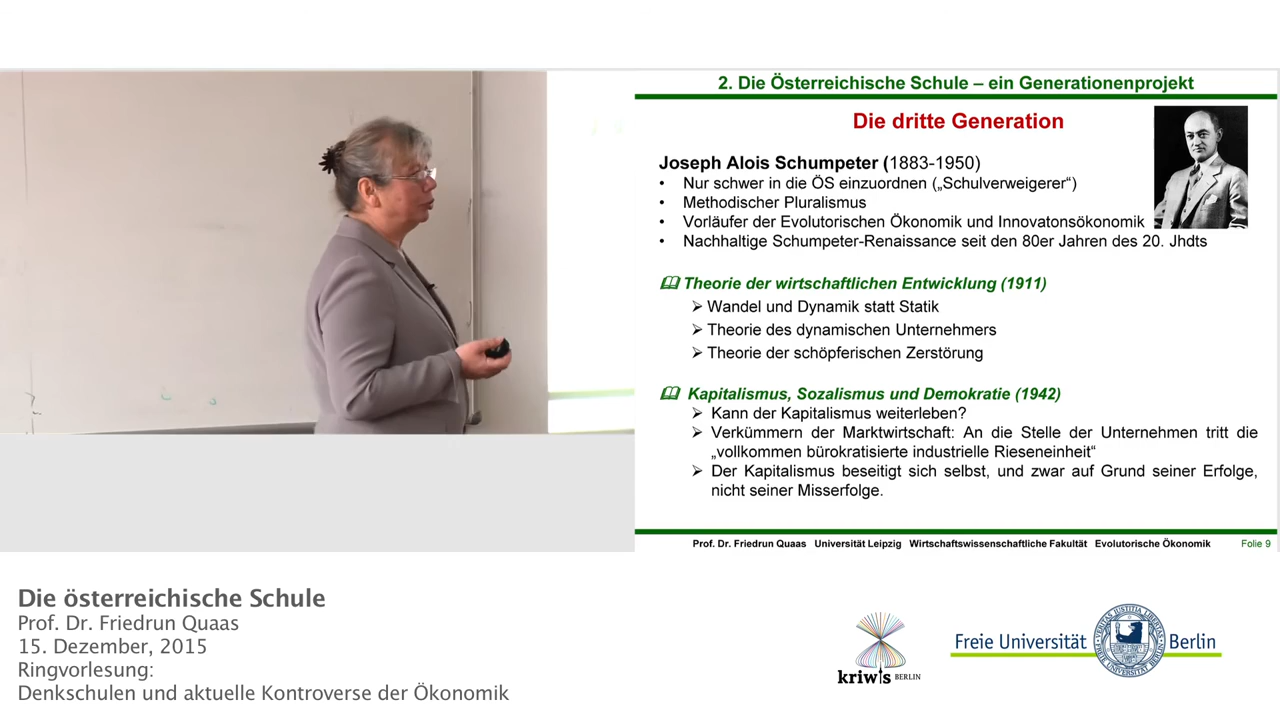 2. Die Österreichische Schule – ein Generationenprojekt
Die dritte Generation
Joseph Alois Schumpeter (1883-1950)
• Nur schwer in die ÖS einzuordnen („Schulverweigerer“)
• Methodischer Pluralismus
• Vorläufer der Evolutorischen Ökonomik und Innovatonsökonomik
• Nachhaltige Schumpeter-Renaissance seit den 80er Jahren des 20. Jhdts
Theorie der wirtschaftlichen Entwicklung (1911)
➢ Wandel und Dynamik statt Statik
➢ Theorie des dynamischen Unternehmers
➢ Theorie der schöpferischen Zerstörung
Kapitalismus, Sozalismus und Demokratie (1942)
➢ Kann der Kapitalismus weiterleben?
➢ Verkümmern der Marktwirtschaft: An die Stelle der Unternehmen tritt die
„vollkommen bürokratisierte industrielle Rieseneinheit“
➢ Der Kapitalismus beseitigt sich selbst, und zwar auf Grund seiner Erfolge,
nicht seiner Misserfolge.
Prof. Dr. Friedrun Quaas Universität Leipzig Wirtschaftswissenschaftliche Fakultät Evolutorische Ökonomik Folie 9
Die österreichische Schule
Prof. Dr. Friedrun Quaas
15. Dezember, 2015
Ringvorlesung:
Denkschulen und aktuelle Kontroverse der Ökonomik
kriwis BERLIN
Freie Universität Berlin